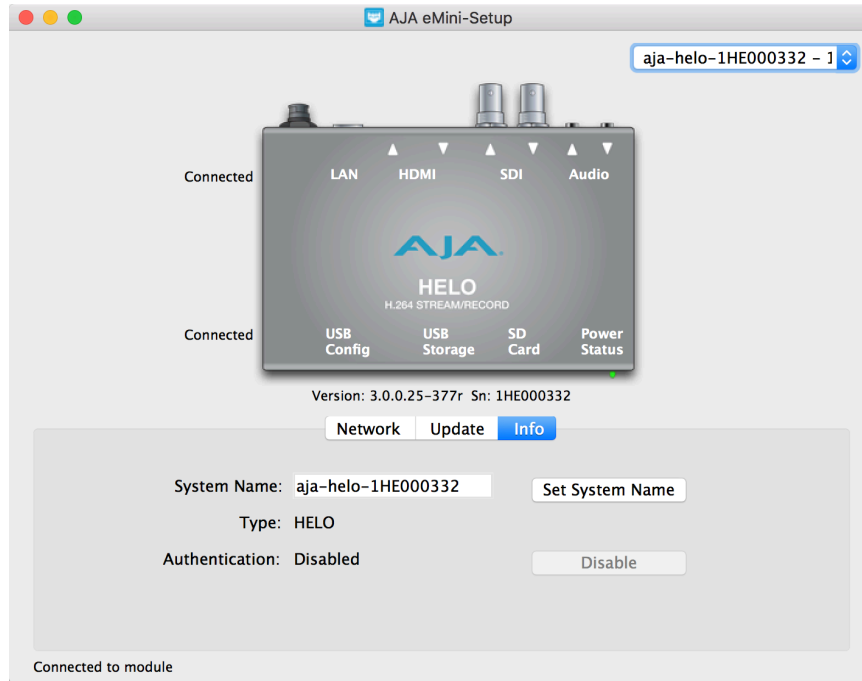 AJA eMini-Setup
aja-helo-1HE000332 – 1
Connected
LAN HDMI SDI Audio
AJA
HELO
H.264 STREAM/RECORD
Connected
USB Config
USB Storage
SD Card
Power Status
Version: 3.0.0.25-377r Sn: 1HE000332
Network Update Info
System Name: aja-helo-1HE000332 Set System Name
Type: HELO
Authentication: Disabled Disable
Connected to module